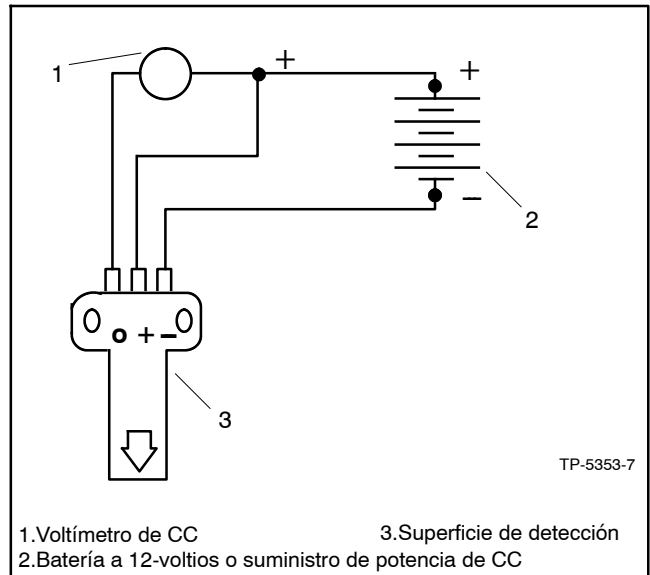 1
+
+
2
−
o + −
3
TP-5353-7
1.Voltímetro de CC 3.Superficie de detección
2.Batería a 12-voltios o suministro de potencia de CC